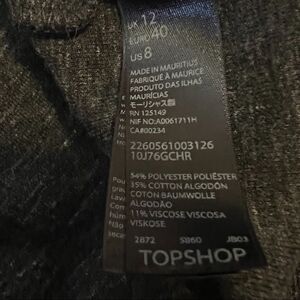 UK 12
EURO 40
US 8
MADE IN MAURITIUS
FABRIQUÉ À MAURICE
PRODUTO DAS ILHAS
MAURÍCIAS
モーリシャス製
RN 125149
NIF NO:A0061711H
CA#00234
2260561003126
10J76GCHR
54% POLYESTER POLIÉSTER
35% COTTON ALGODÓN
COTON BAUMWOLLE
ALGODÃO
11% VISCOSE VISCOSA
VISKOSE
2872 5860 JB03
TOPSHOP